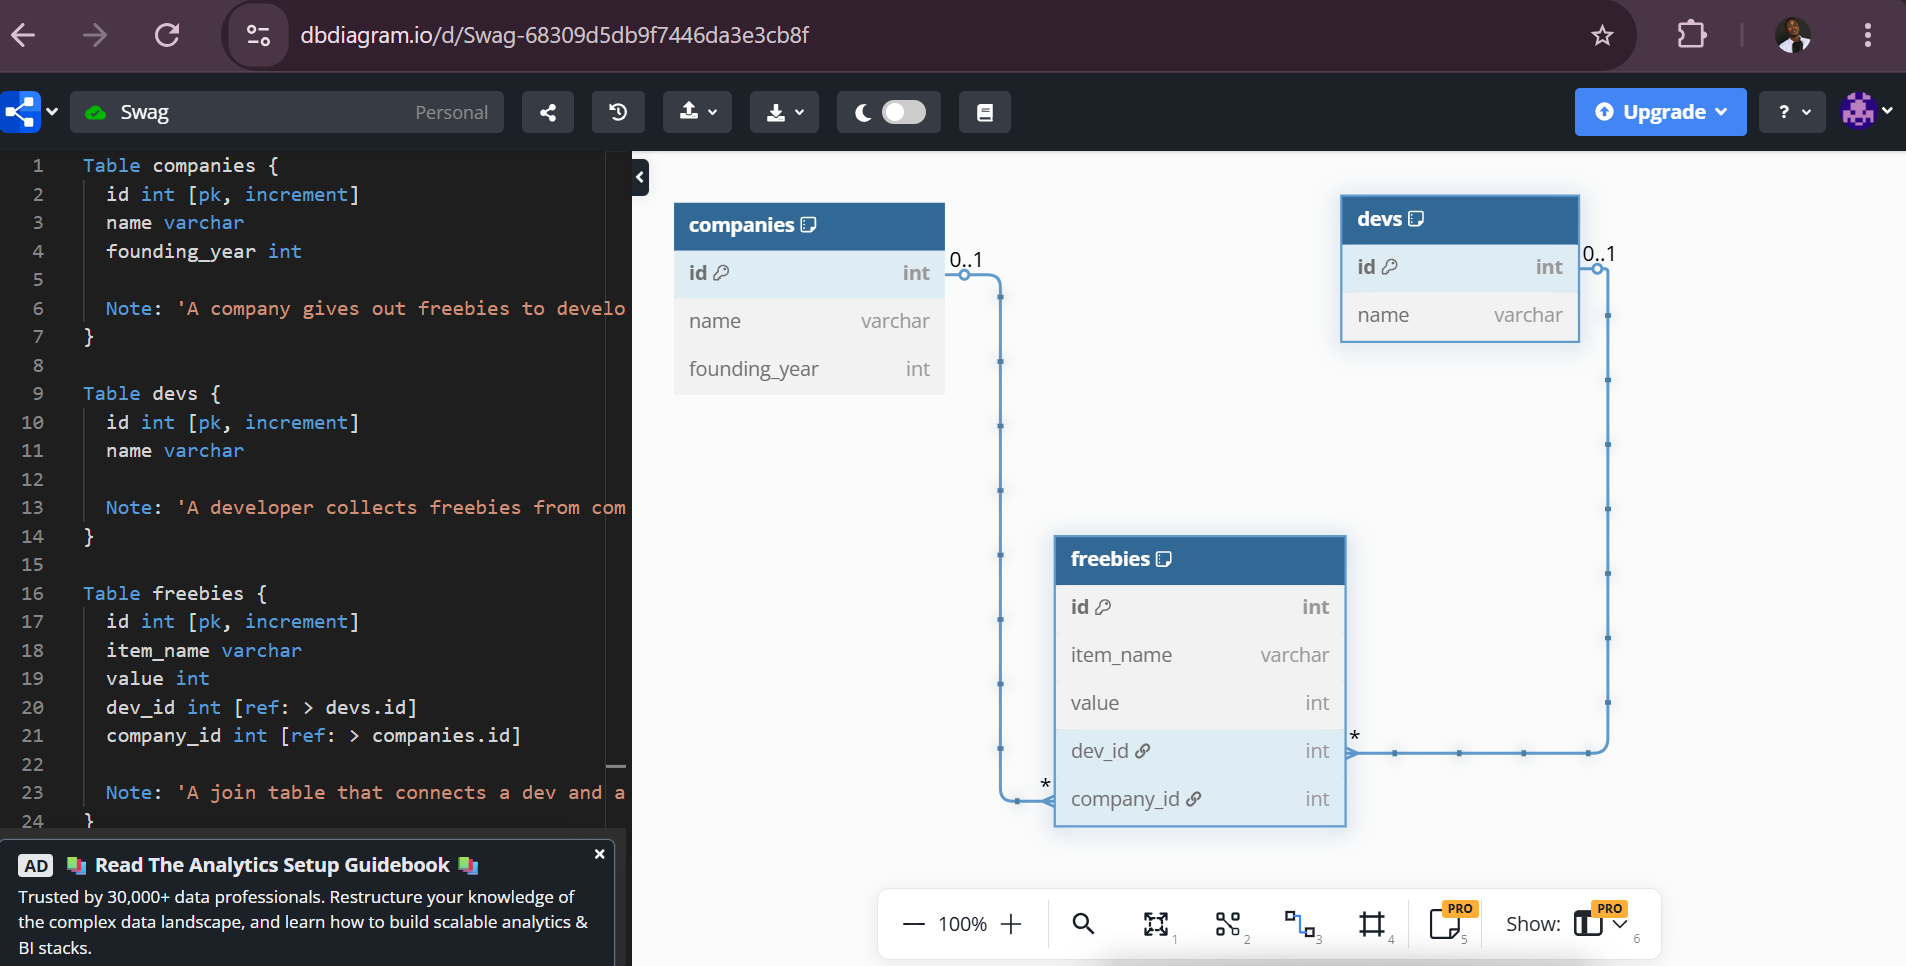 dbdiagram.io/d/Swag-68309d5db9f7446da3e3cb8f
Swag
Personal
Upgrade
?
1 Table companies {
2 id int [pk, increment]
3 name varchar
4 founding_year int
5
6 Note: 'A company gives out freebies to develo
7 }
8
9 Table devs {
10 id int [pk, increment]
11 name varchar
12
13 Note: 'A developer collects freebies from com
14 }
15
16 Table freebies {
17 id int [pk, increment]
18 item_name varchar
19 value int
20 dev_id int [ref: > devs.id]
21 company_id int [ref: > companies.id]
22
23 Note: 'A join table that connects a dev and a
24 }
AD Read The Analytics Setup Guidebook
Trusted by 30,000+ data professionals. Restructure your knowledge of
the complex data landscape, and learn how to build scalable analytics &
BI stacks.
companies
id int
name varchar
founding_year int
0..1
devs
id int
name varchar
0..1
freebies
id int
item_name varchar
value int
dev_id int
company_id int
*
*
100%
1
2
3
4
PRO
5
Show:
PRO
6